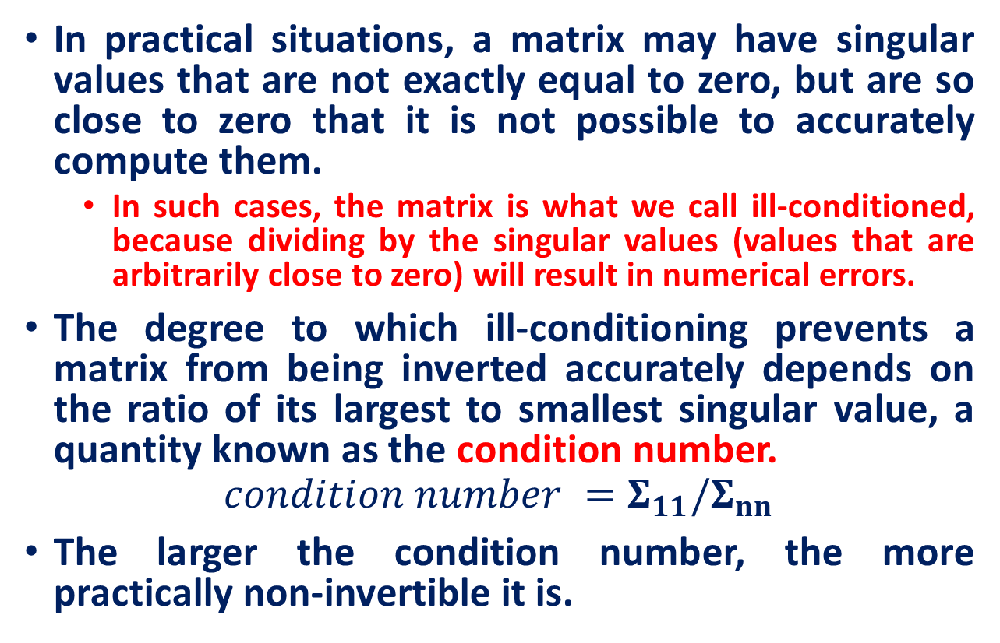 • In practical situations, a matrix may have singular
values that are not exactly equal to zero, but are so
close to zero that it is not possible to accurately
compute them.
• In such cases, the matrix is what we call ill-conditioned,
because dividing by the singular values (values that are
arbitrarily close to zero) will result in numerical errors.
• The degree to which ill-conditioning prevents a
matrix from being inverted accurately depends on
the ratio of its largest to smallest singular value, a
quantity known as the condition number.
condition number = Σ₁₁/Σₙₙ
• The larger the condition number, the more
practically non-invertible it is.